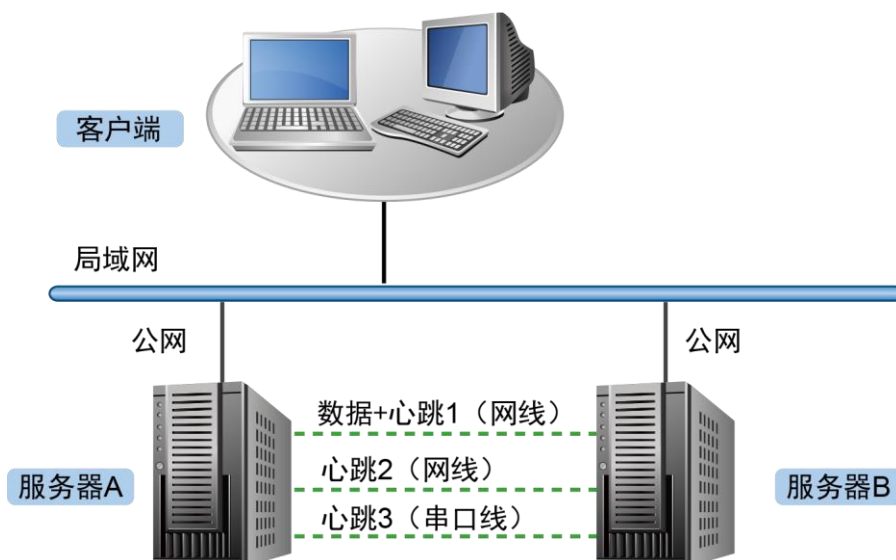 客户端
局域网
公网
公网
数据+心跳1（网线）
心跳2（网线）
服务器A
服务器B
心跳3（串口线）